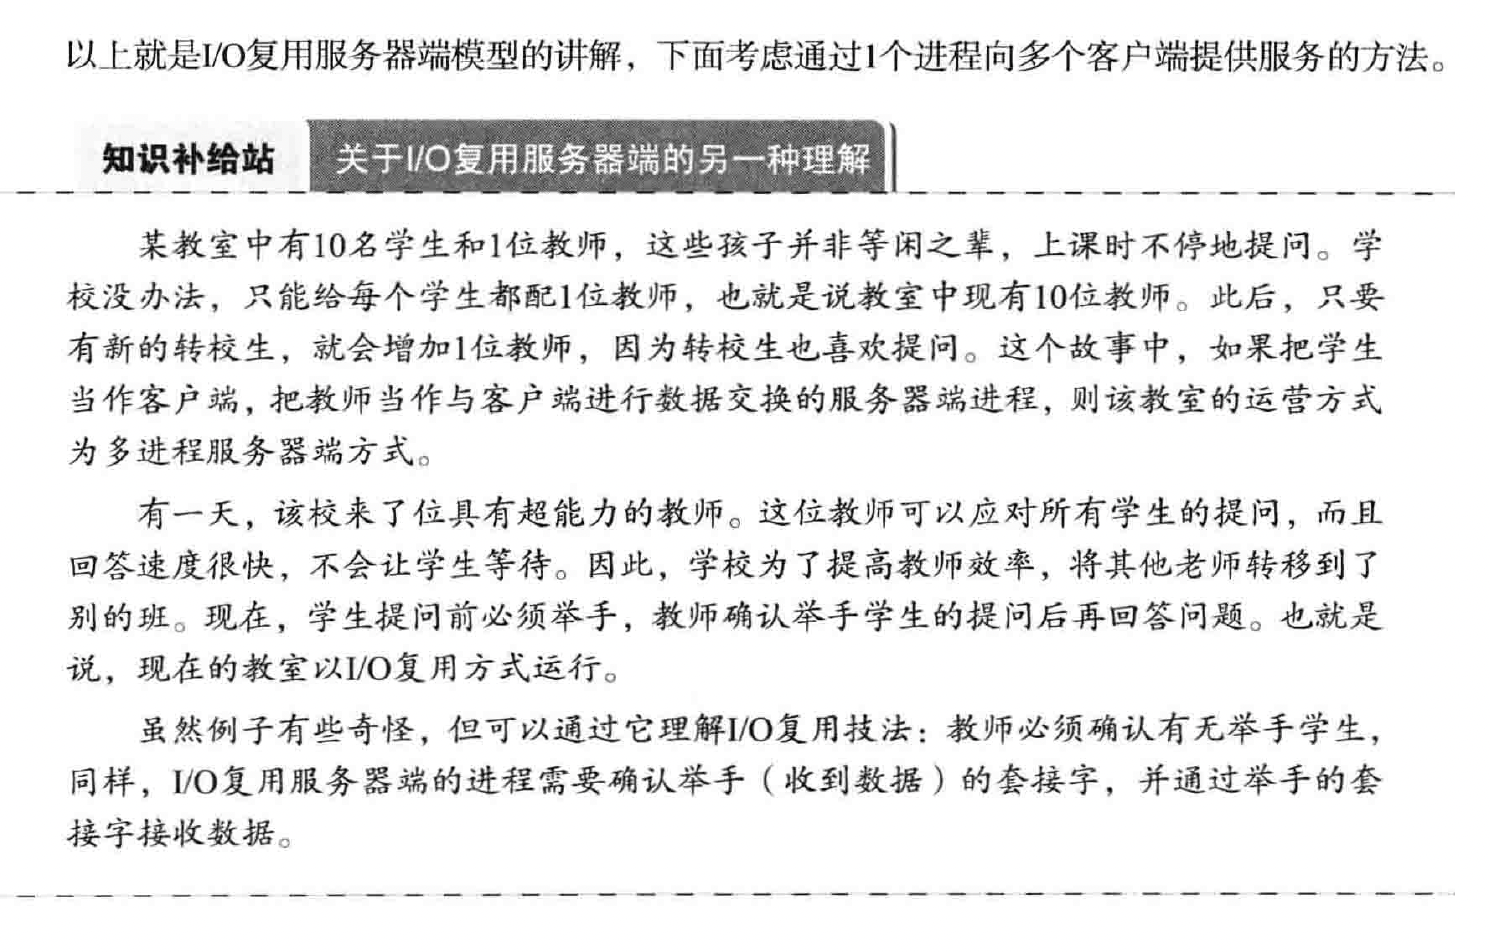 以上就是I/O复用服务器端模型的讲解，下面考虑通过1个进程向多个客户端提供服务的方法。
知识补给站 关于I/O复用服务器端的另一种理解
某教室中有10名学生和1位教师，这些孩子并非等闲之辈，上课时不停地提问。学
校没办法，只能给每个学生都配1位教师，也就是说教室中现有10位教师。此后，只要
有新的转校生，就会增加1位教师，因为转校生也喜欢提问。这个故事中，如果把学生
当作客户端，把教师当作与客户端进行数据交换的服务器端进程，则该教室的运营方式
为多进程服务器端方式。
有一天，该校来了位具有超能力的教师。这位教师可以应对所有学生的提问，而且
回答速度很快，不会让学生等待。因此，学校为了提高教师效率，将其他老师转移到了
别的班。现在，学生提问前必须举手，教师确认举手学生的提问后再回答问题。也就是
说，现在的教室以I/O复用方式运行。
虽然例子有些奇怪，但可以通过它理解I/O复用技法：教师必须确认有无举手学生，
同样，I/O复用服务器端的进程需要确认举手（收到数据）的套接字，并通过举手的套
接字接收数据。